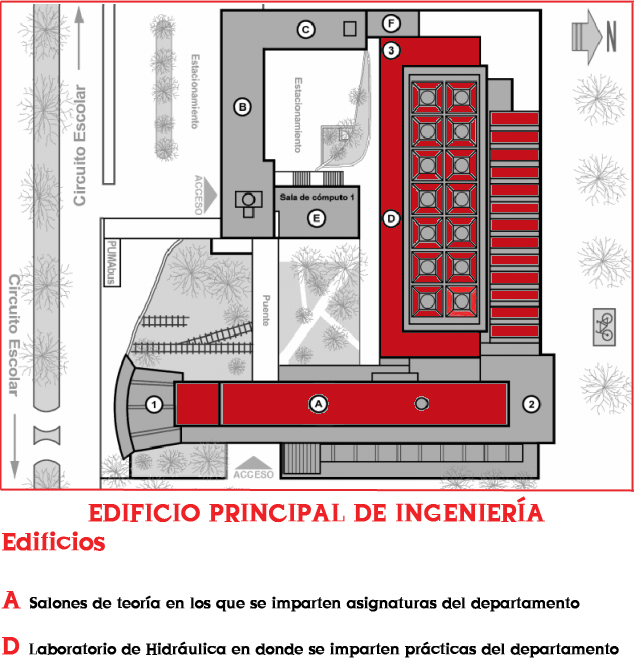 Circuito Escolar
Estacionamiento
C
F
N
3
B
Estacionamiento
ACCESO
Sala de cómputo 1
E
D
PUMAbus
Puente
Circuito Escolar
1
A
2
ACCESO
EDIFICIO PRINCIPAL DE INGENIERÍA
Edificios
A Salones de teoría en los que se imparten asignaturas del departamento
D Laboratorio de Hidráulica en donde se imparten prácticas del departamento